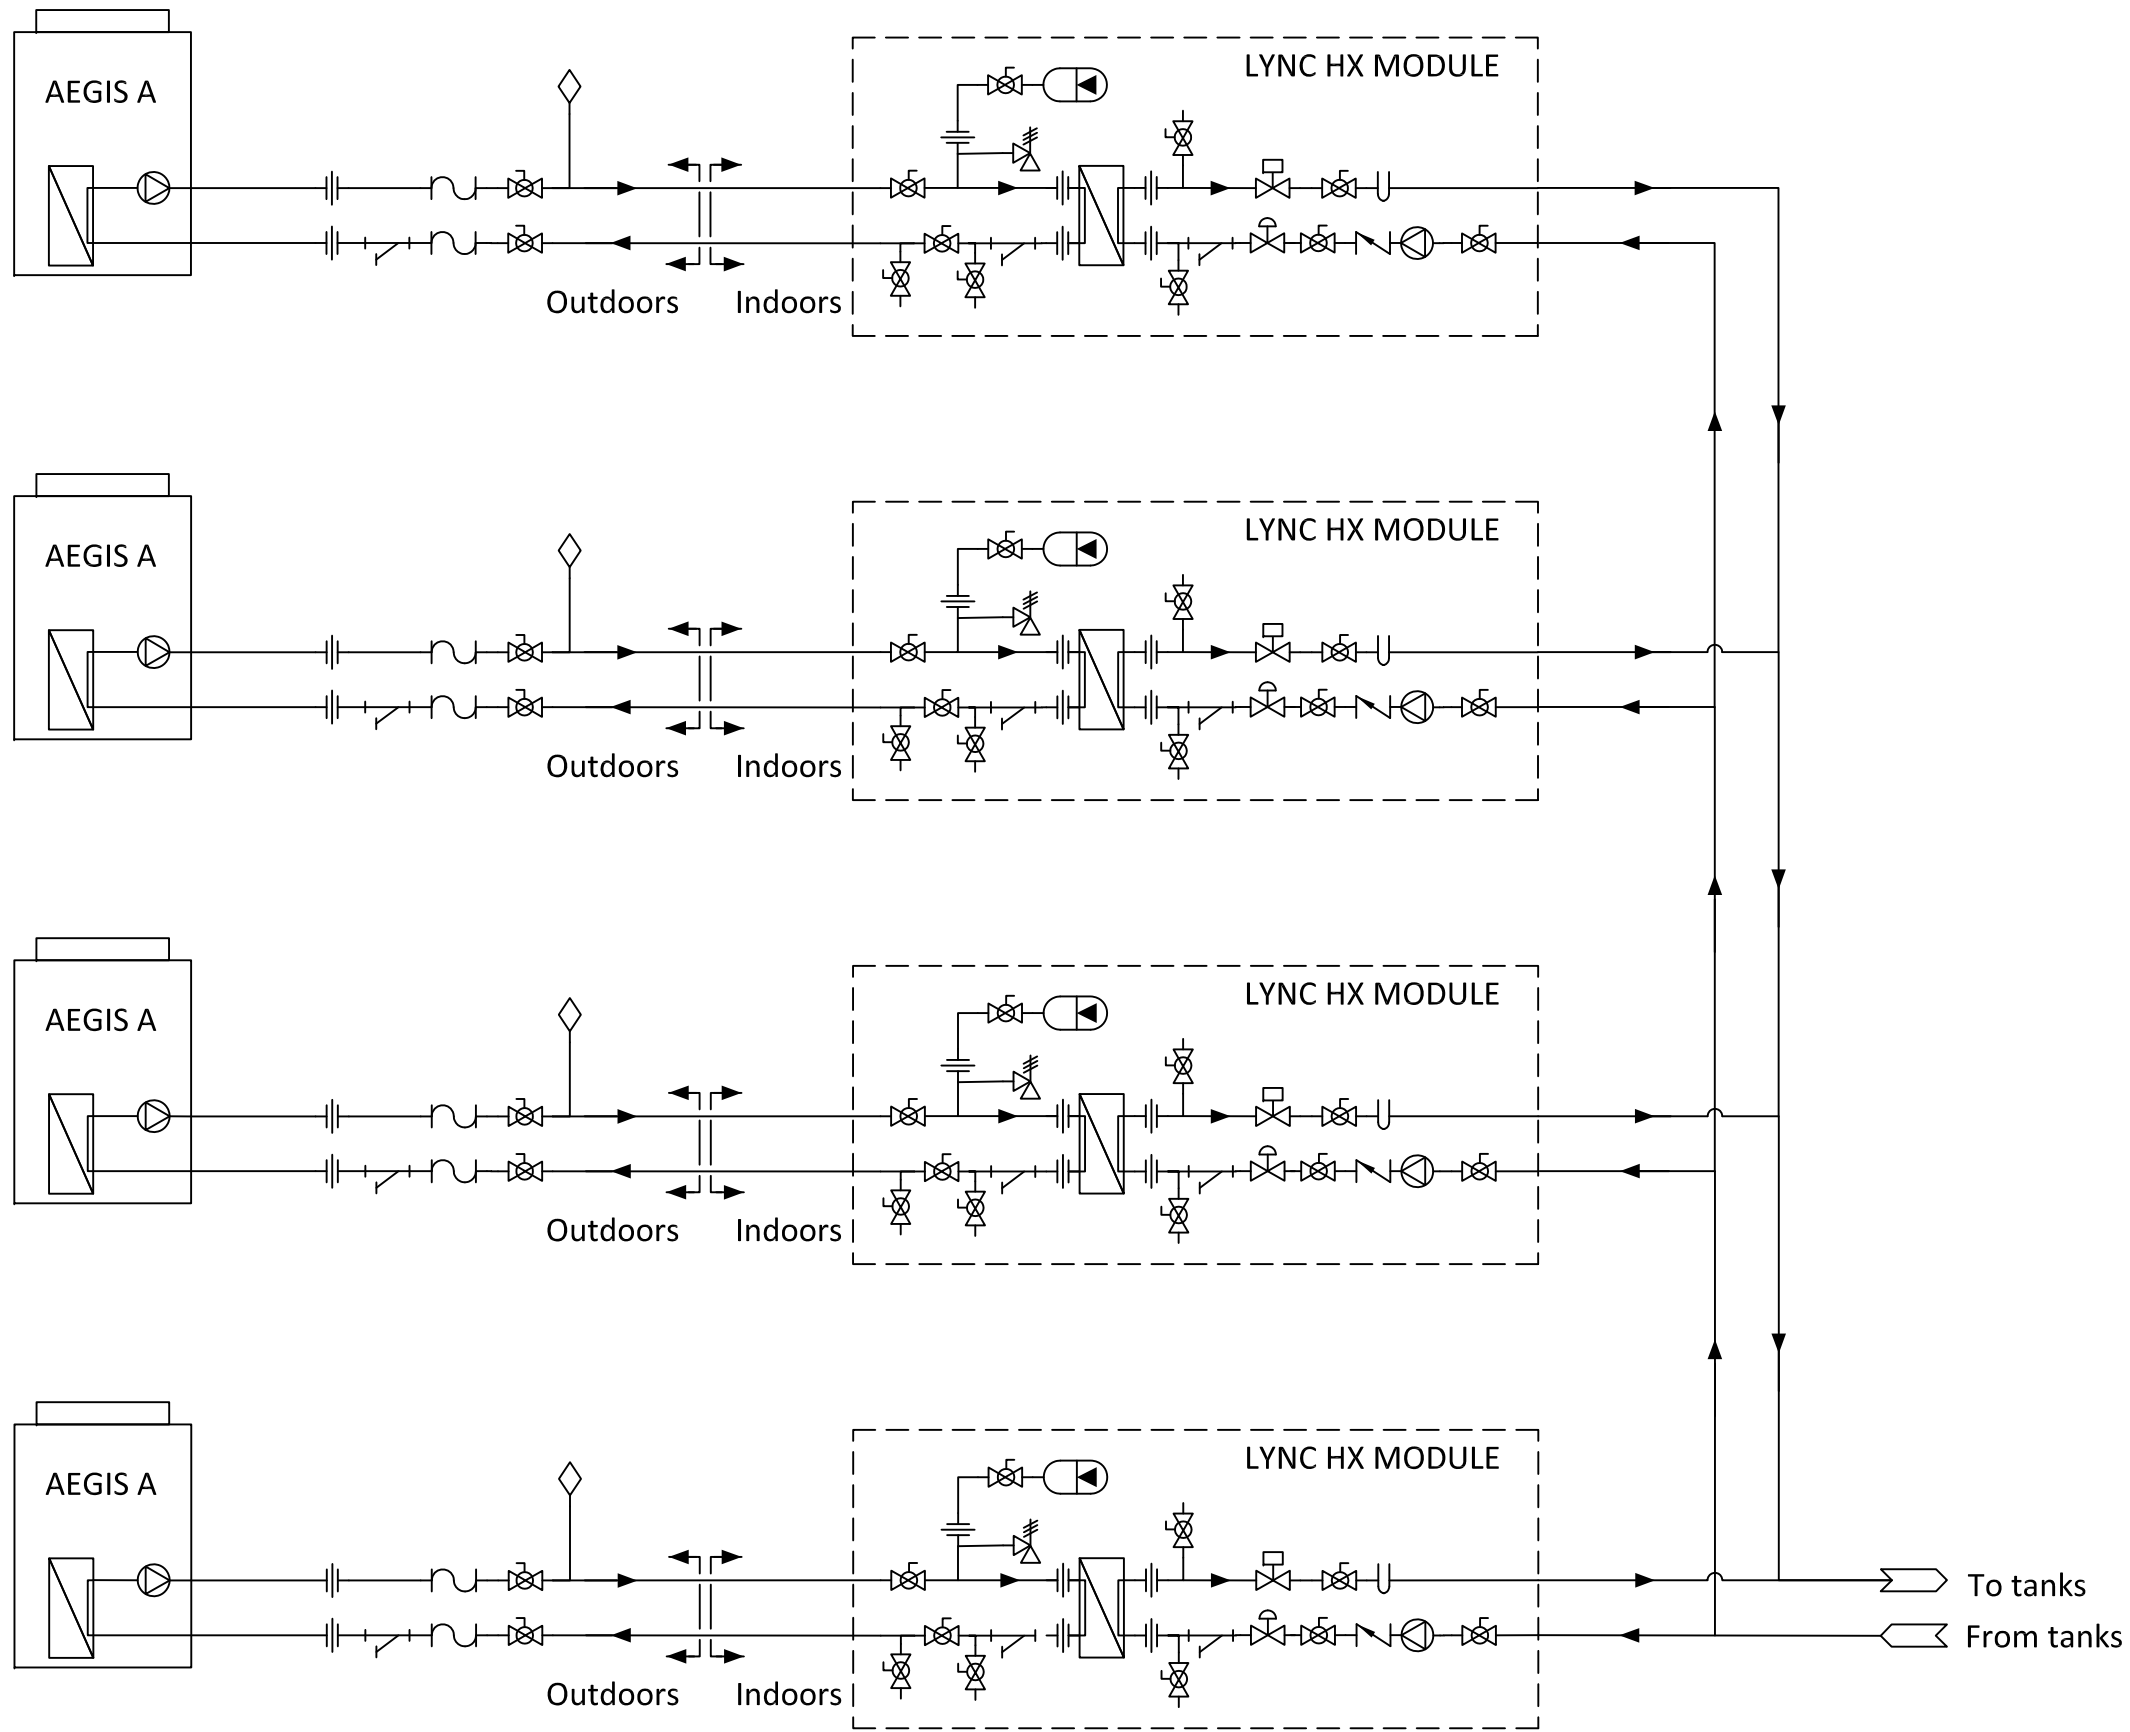 LYNC HX MODULE
AEGIS A
Outdoors
Indoors
LYNC HX MODULE
AEGIS A
Outdoors
Indoors
LYNC HX MODULE
AEGIS A
Outdoors
Indoors
LYNC HX MODULE
AEGIS A
To tanks
From tanks
Outdoors
Indoors